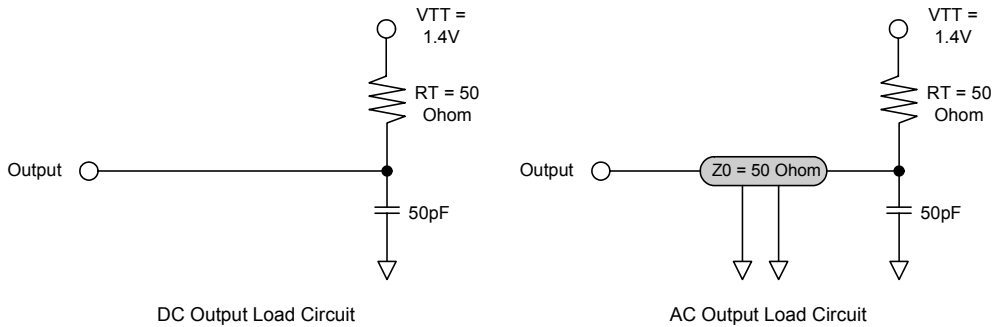 VTT =
1.4V
RT = 50
Ohom
Output
50pF
DC Output Load Circuit
VTT =
1.4V
RT = 50
Ohom
Output
Z0 = 50 Ohom
50pF
AC Output Load Circuit